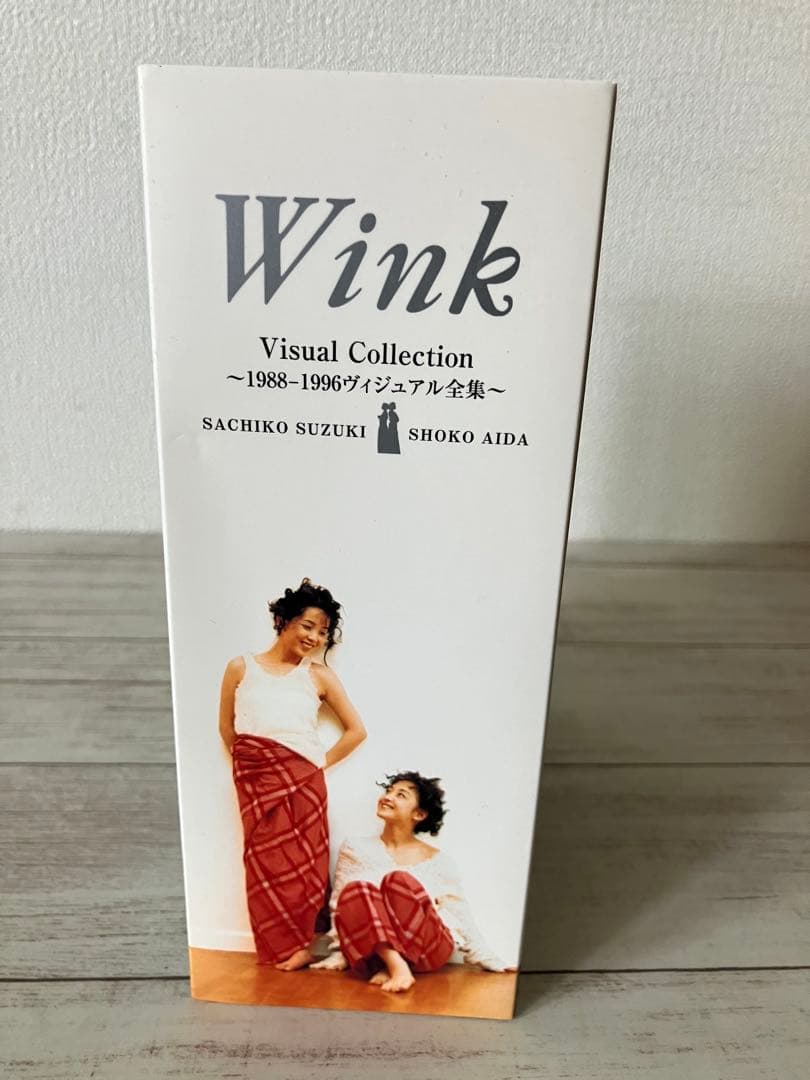 Wink
Visual Collection
～1988-1996ヴィジュアル全集～
SACHIKO SUZUKI SHOKO AIDA